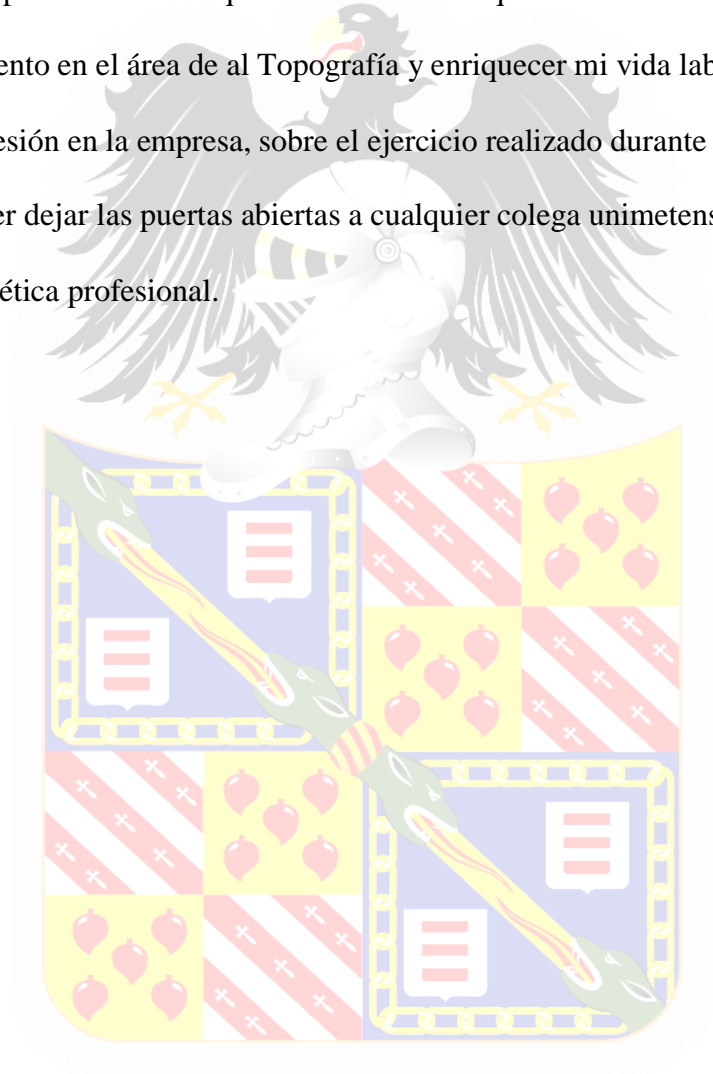 ento en el área de al Topografía y enriquecer mi vida lab
esión en la empresa, sobre el ejercicio realizado durante
er dejar las puertas abiertas a cualquier colega unimetens
ética profesional.